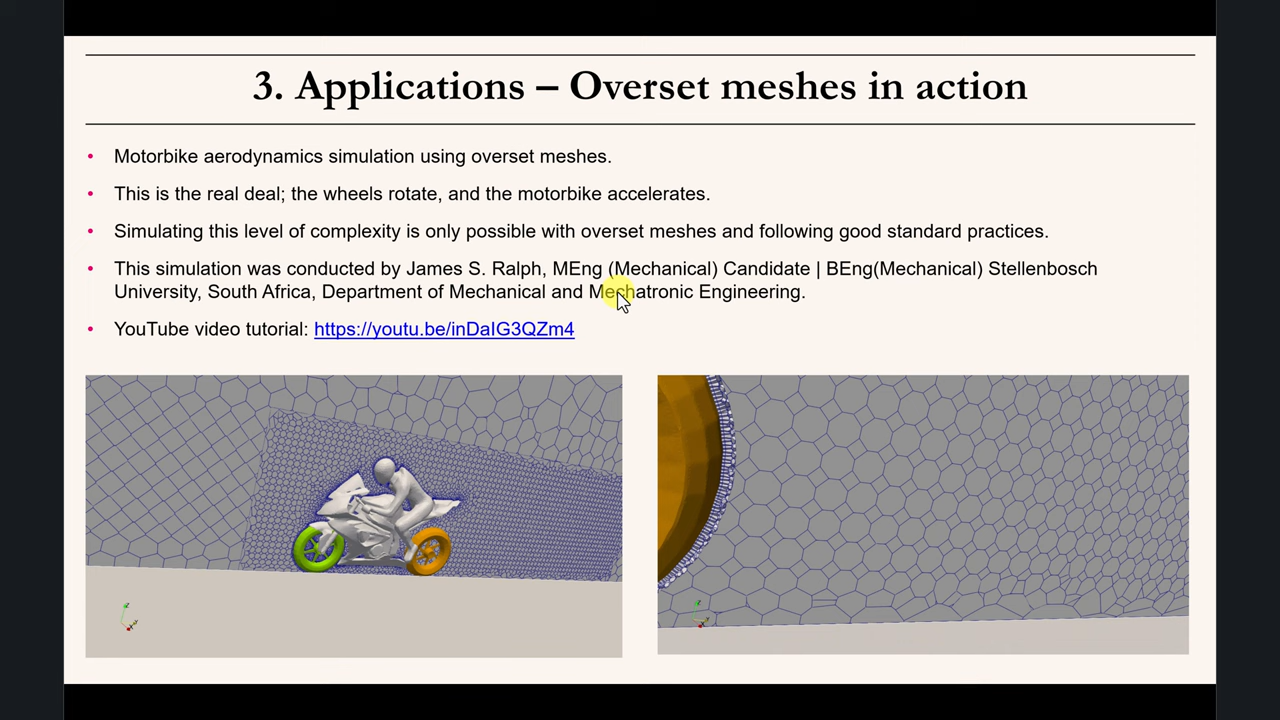 3. Applications – Overset meshes in action
• Motorbike aerodynamics simulation using overset meshes.
• This is the real deal; the wheels rotate, and the motorbike accelerates.
• Simulating this level of complexity is only possible with overset meshes and following good standard practices.
• This simulation was conducted by James S. Ralph, MEng (Mechanical) Candidate | BEng(Mechanical) Stellenbosch
University, South Africa, Department of Mechanical and Mechatronic Engineering.
• YouTube video tutorial: https://youtu.be/inDaIG3QZm4